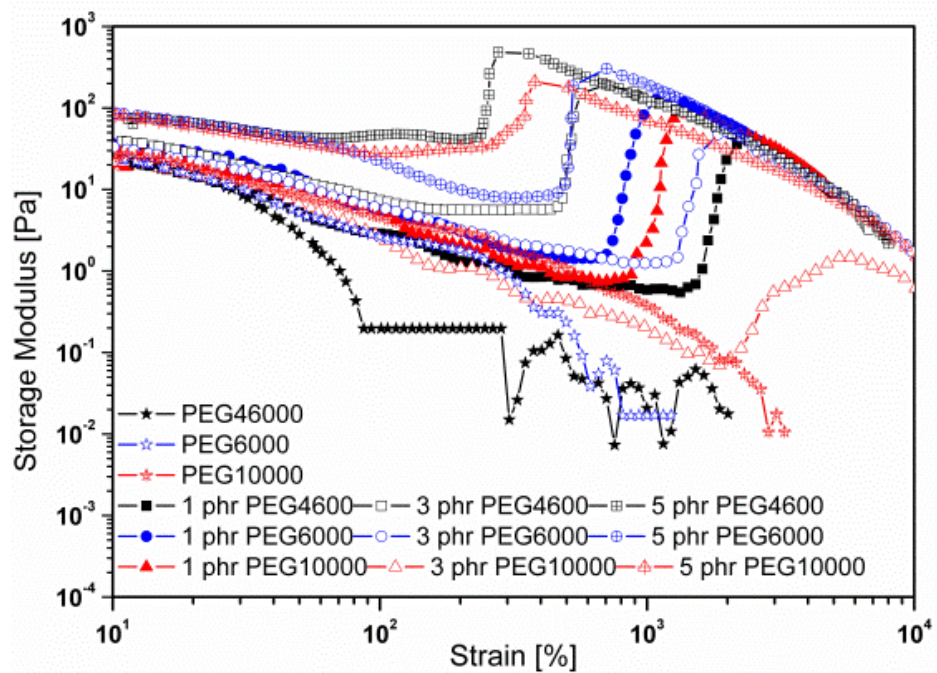 10³
10²
10¹
10⁰
10⁻¹
10⁻²
10⁻³
10⁻⁴
Storage Modulus [Pa]
PEG46000
PEG6000
PEG10000
1 phr PEG4600 3 phr PEG4600 5 phr PEG4600
1 phr PEG6000 3 phr PEG6000 5 phr PEG6000
1 phr PEG10000 3 phr PEG10000 5 phr PEG10000
10¹ 10² 10³ 10⁴
Strain [%]